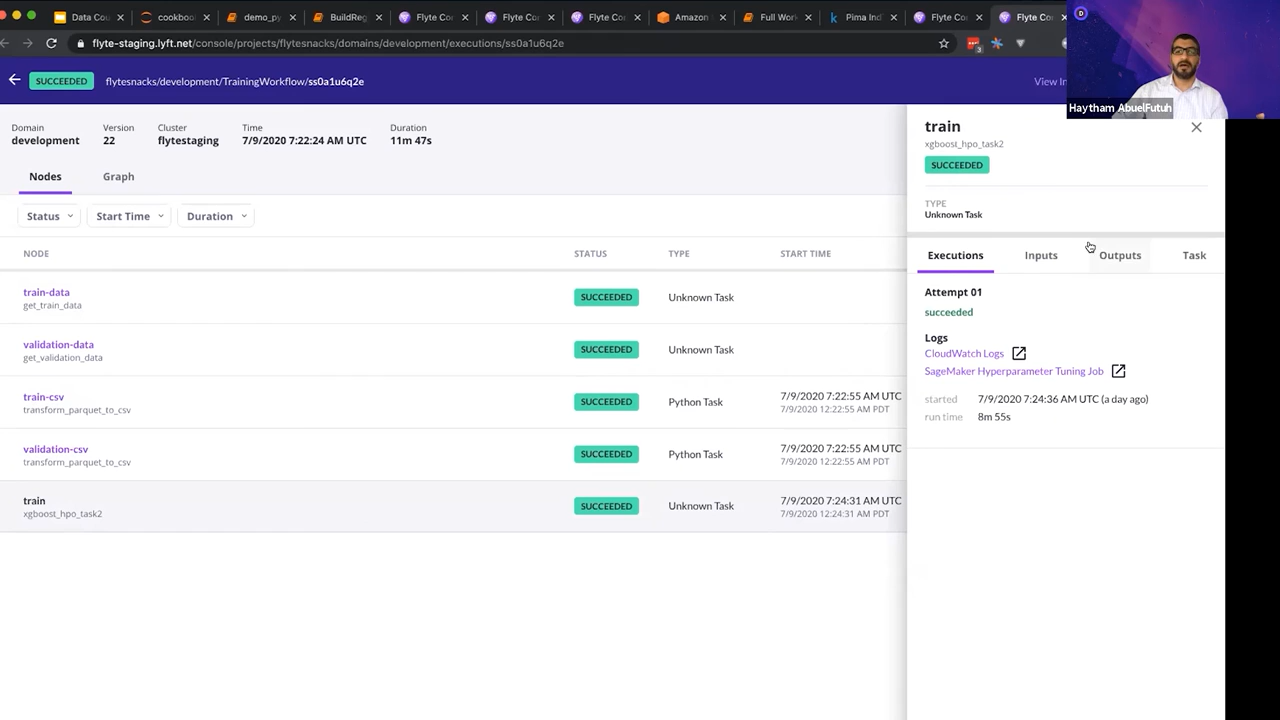 Data Cou
cookboo
demo_py
BuildReg
Flyte Co
Flyte Co
Flyte Co
Amazon
Full Wor
Pima Ind
Flyte Co
Flyte Co
flyte-staging.lyft.net/console/projects/flytesnacks/domains/development/executions/ss0a1u6q2e
SUCCEEDED flytesnacks/development/TrainingWorkflow/ss0a1u6q2e View In
Haytham AbuelFutuh
Domain Version Cluster Time Duration
development 22 flytestaging 7/9/2020 7:22:24 AM UTC 11m 47s
Nodes Graph
Status Start Time Duration
NODE STATUS TYPE START TIME
train-data SUCCEEDED Unknown Task
get_train_data
validation-data SUCCEEDED Unknown Task
get_validation_data
train-csv SUCCEEDED Python Task 7/9/2020 7:22:55 AM UTC
transform_parquet_to_csv 7/9/2020 12:22:55 AM PDT
validation-csv SUCCEEDED Python Task 7/9/2020 7:22:55 AM UTC
transform_parquet_to_csv 7/9/2020 12:22:55 AM PDT
train SUCCEEDED Unknown Task 7/9/2020 7:24:31 AM UTC
xgboost_hpo_task2 7/9/2020 12:24:31 AM PDT
train
xgboost_hpo_task2
SUCCEEDED
TYPE
Unknown Task
Executions Inputs Outputs Task
Attempt 01
succeeded
Logs
CloudWatch Logs
SageMaker Hyperparameter Tuning Job
started 7/9/2020 7:24:36 AM UTC (a day ago)
run time 8m 55s